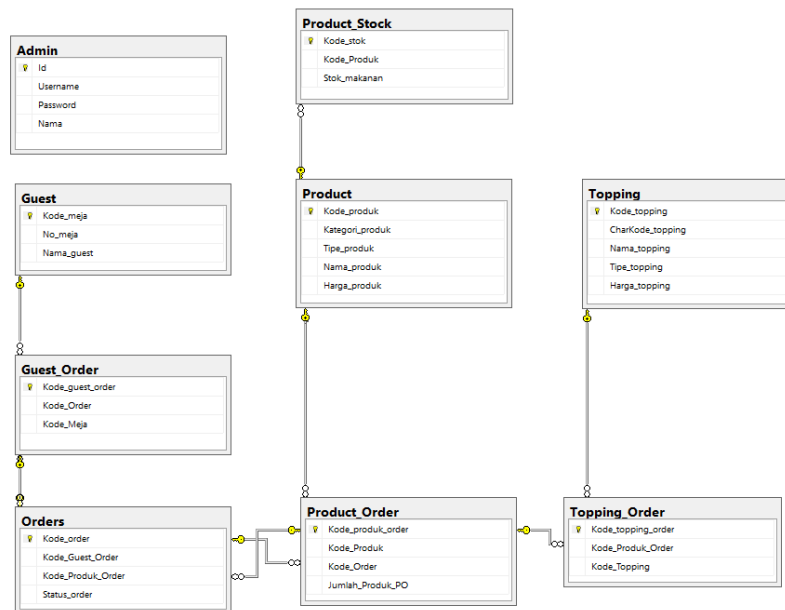 Admin
Id
Username
Password
Nama
Product_Stock
Kode_stok
Kode_Produk
Stok_makanan
Guest
Kode_meja
No_meja
Nama_guest
Product
Kode_produk
Kategori_produk
Tipe_produk
Nama_produk
Harga_produk
Topping
Kode_topping
CharKode_topping
Nama_topping
Tipe_topping
Harga_topping
Guest_Order
Kode_guest_order
Kode_Order
Kode_Meja
Orders
Kode_order
Kode_Guest_Order
Kode_Produk_Order
Status_order
Product_Order
Kode_produk_order
Kode_Produk
Kode_Order
Jumlah_Produk_PO
Topping_Order
Kode_topping_order
Kode_Produk_Order
Kode_Topping